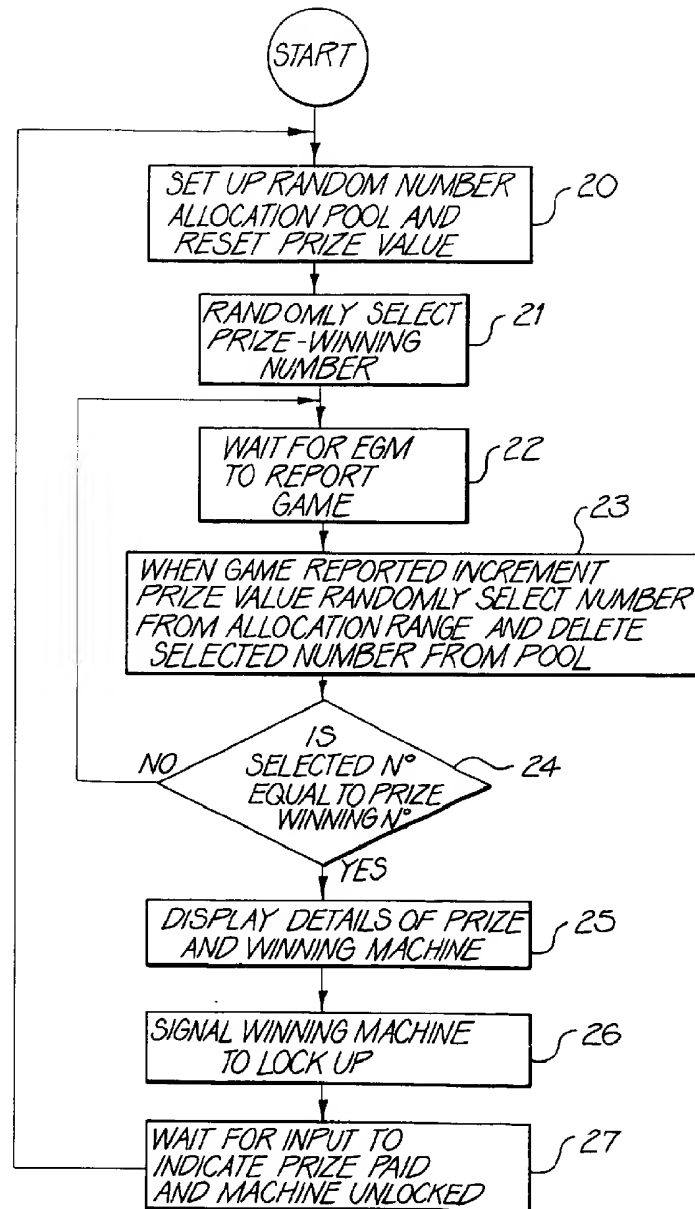 START
SET UP RANDOM NUMBER
ALLOCATION POOL AND
RESET PRIZE VALUE
20
RANDOMLY SELECT
PRIZE-WINNING
NUMBER
21
WAIT FOR EGM
TO REPORT
GAME
22
23
WHEN GAME REPORTED INCREMENT
PRIZE VALUE RANDOMLY SELECT NUMBER
FROM ALLOCATION RANGE AND DELETE
SELECTED NUMBER FROM POOL
IS
SELECTED Nº
EQUAL TO PRIZE
WINNING Nº
24
NO
YES
DISPLAY DETAILS OF PRIZE
AND WINNING MACHINE
25
SIGNAL WINNING MACHINE
TO LOCK UP
26
WAIT FOR INPUT TO
INDICATE PRIZE PAID
AND MACHINE UNLOCKED
27